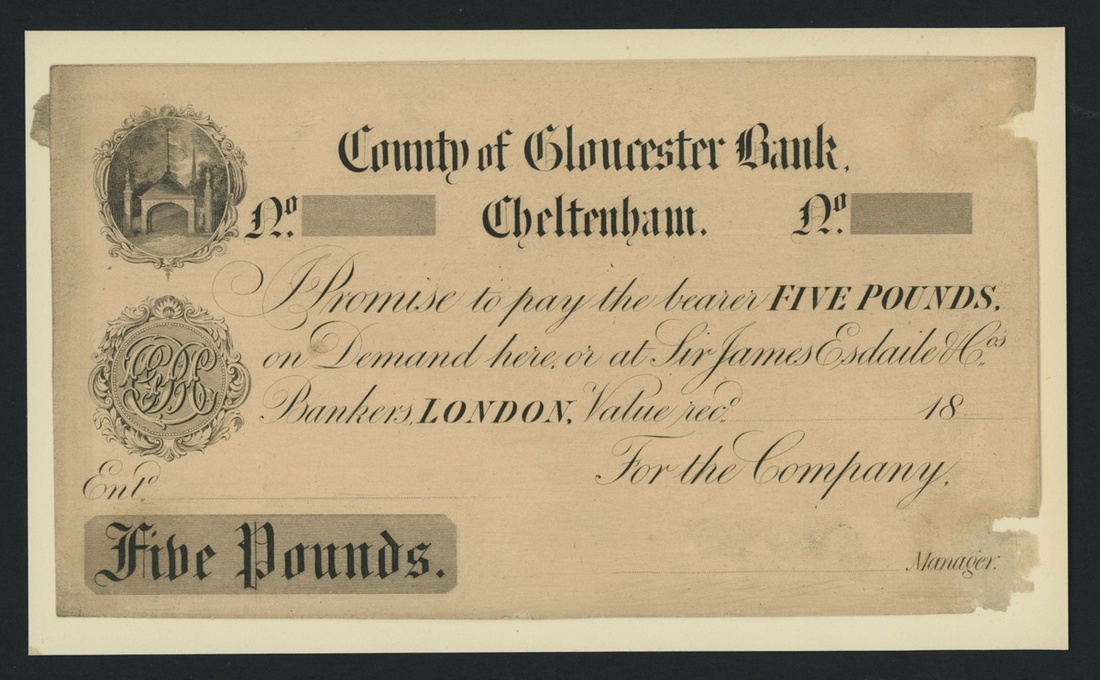 County of Gloucester Bank,
No. Cheltenham. No.
I Promise to pay the bearer FIVE POUNDS,
on Demand here, or at Sir James Esdaile & Cos.
Bankers, LONDON, Value recd. 18
For the Company,
Entd.
Five Pounds.
Manager.